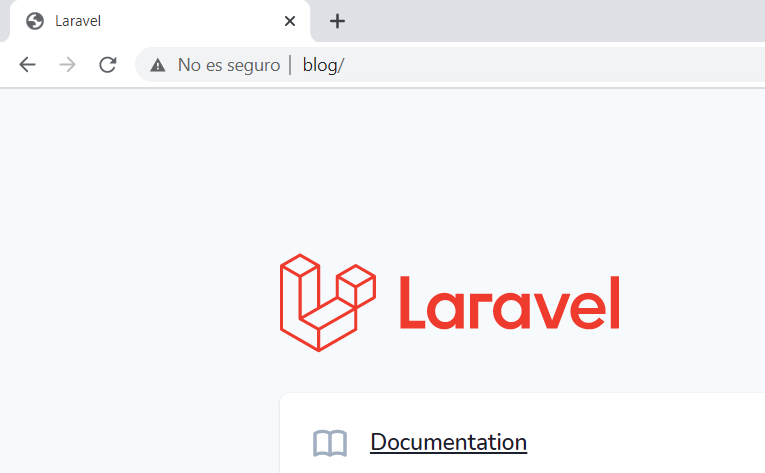 Laravel
No es seguro | blog/
Laravel
Documentation